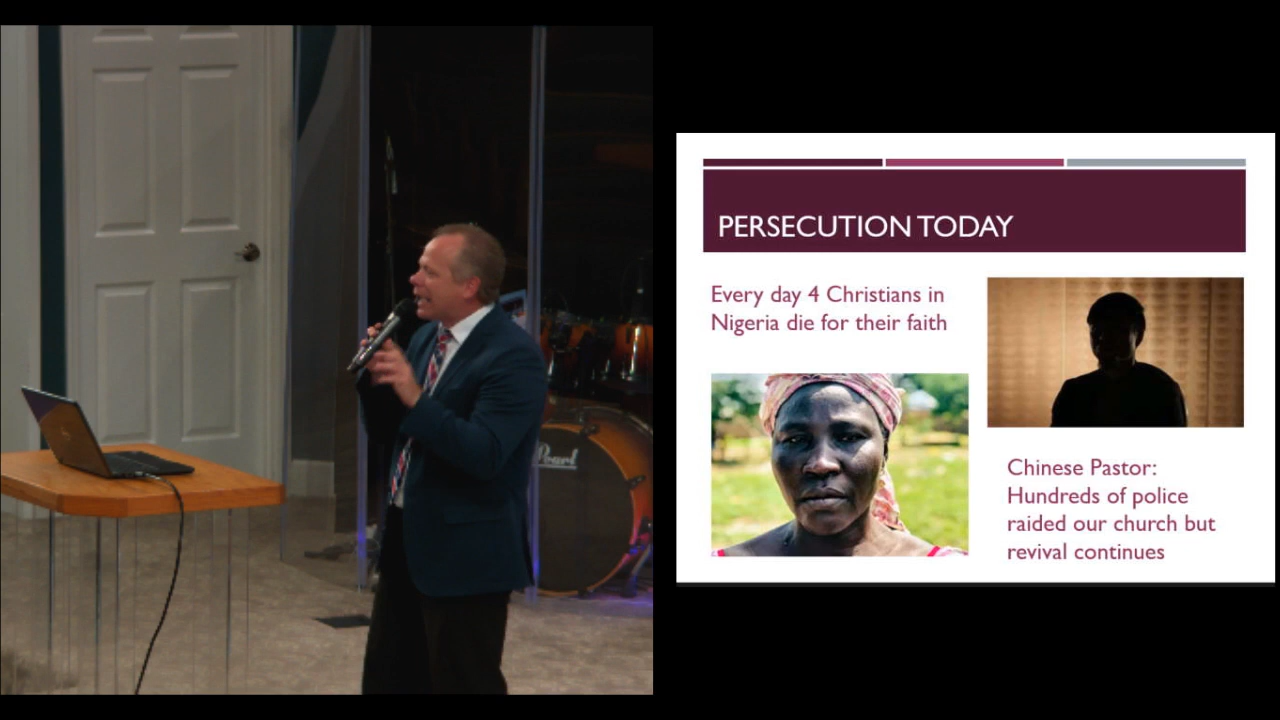 PERSECUTION TODAY
Every day 4 Christians in
Nigeria die for their faith
Chinese Pastor:
Hundreds of police
raided our church but
revival continues
Pearl